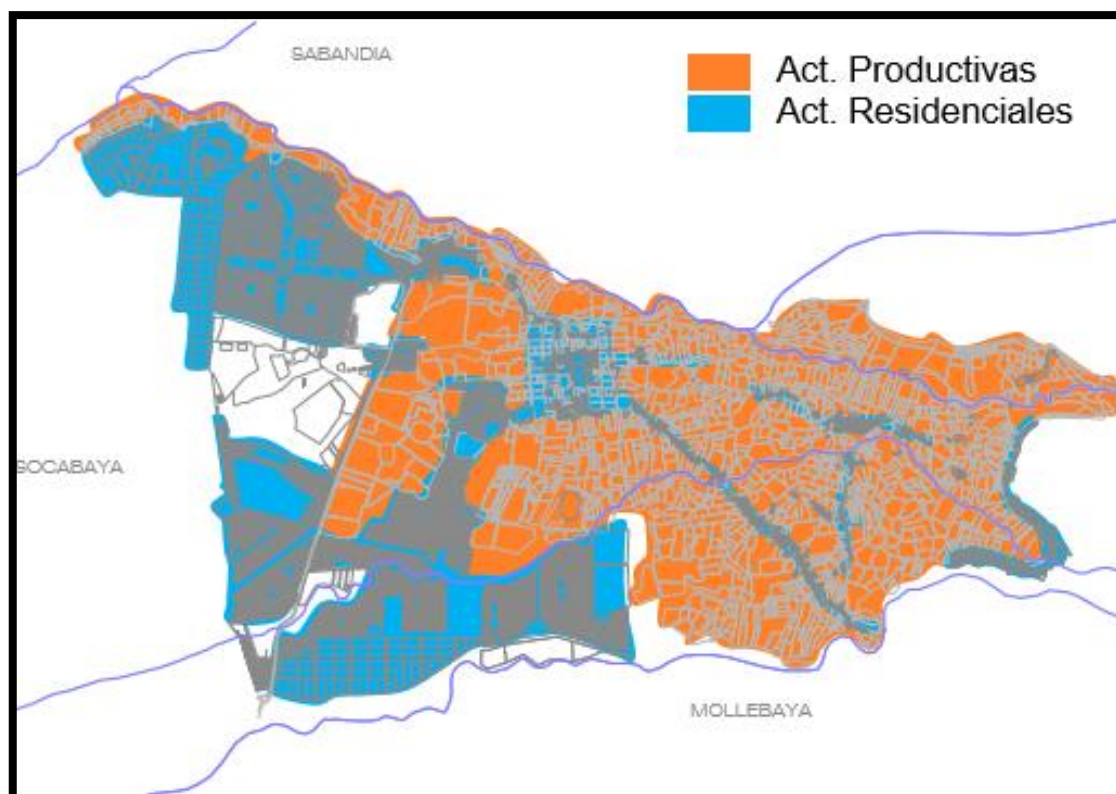 SABANDIA
Act. Productivas
Act. Residenciales
SOCABAYA
MOLLEBAYA